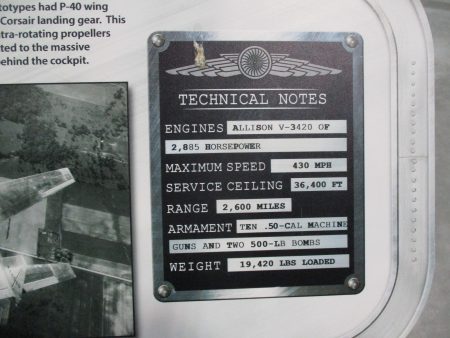 totypes had P-40 wing
Corsair landing gear. This
tra-rotating propellers
ted to the massive
ehind the cockpit.
TECHNICAL NOTES
ENGINES ALLISON V-3420 OF
2,885 HORSEPOWER
MAXIMUM SPEED 430 MPH
SERVICE CEILING 36,400 FT
RANGE 2,600 MILES
ARMAMENT TEN .50-CAL MACHINE
GUNS AND TWO 500-LB BOMBS
WEIGHT 19,420 LBS LOADED